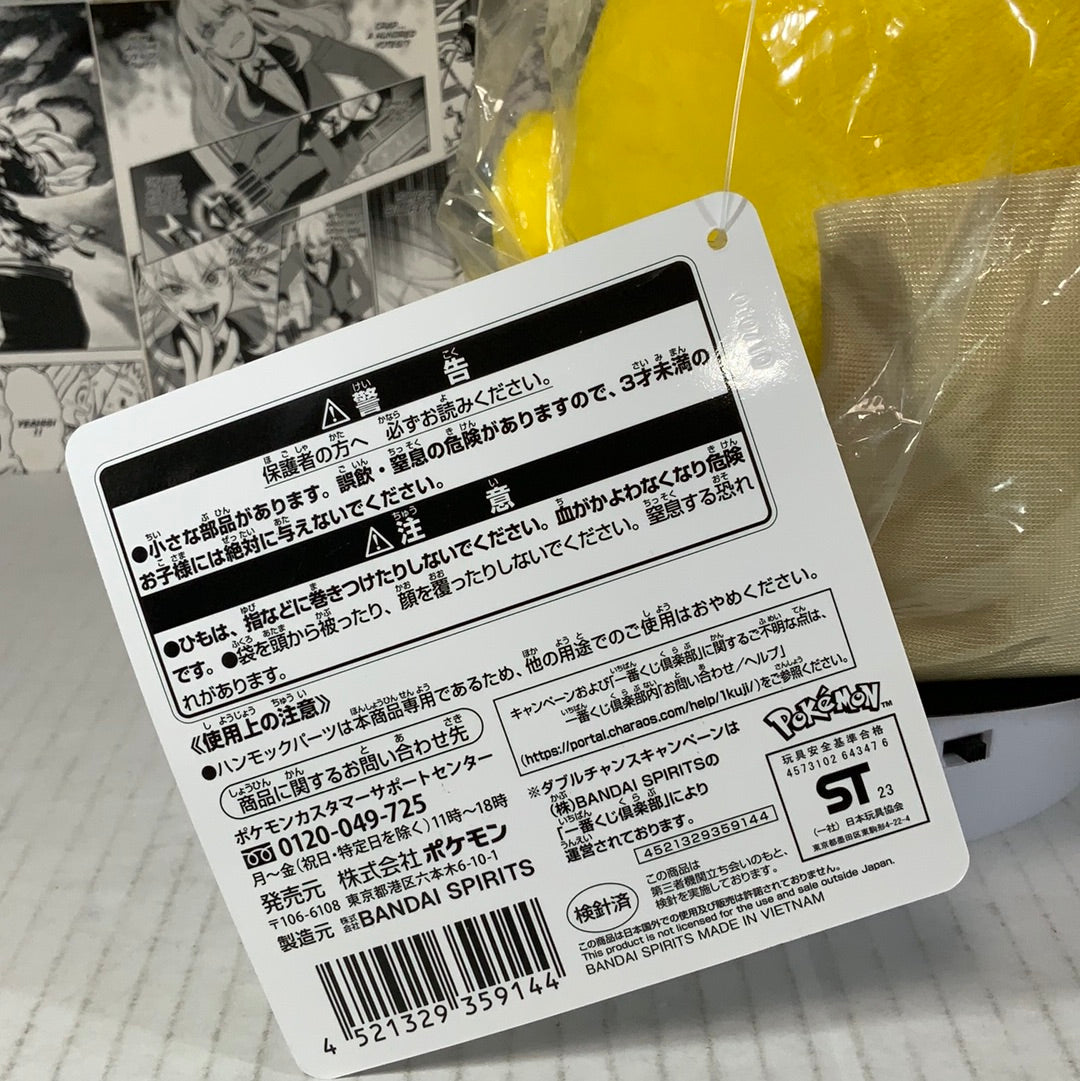 CRAP...
A HUNDRED
VOTES!?
YEAHHH
!!
⚠警告
保護者の方へ 必ずお読みください。
●小さな部品があります。誤飲・窒息の危険がありますので、3才未満の
お子様には絶対に与えないでください。
⚠注意
●ひもは、指などに巻きつけたりしないでください。血がかよわなくなり危険
です。●袋を頭から被ったり、顔を覆ったりしないでください。窒息する恐れ
れがあります。
《使用上の注意》
●ハンモックパーツは本商品専用であるため、他の用途でのご使用はおやめください。
商品に関するお問い合わせ先
ポケモンカスタマーサポートセンター
0120-049-725
月〜金(祝日・特定日を除く)11時〜18時
発売元 株式会社ポケモン
〒106-6108 東京都港区六本木6-10-1
製造元 株式会社BANDAI SPIRITS
4 521329 359144
キャンペーンおよび「一番くじ倶楽部」に関するご不明な点は、
一番くじ倶楽部内「お問い合わせ/ヘルプ」
(https://portal.charaos.com/help/1kuji/)をご参照ください。
※ダブルチャンスキャンペーンは
(株)BANDAI SPIRITSの
「一番くじ倶楽部」により
運営されております。
4521329359144
検針済
この商品は
第三者機関立ち会いのもと、
検針を実施しております。
この商品は日本国外での使用及び販売は許諾されておりません。
This product is not licensed for the use and sale outside Japan.
BANDAI SPIRITS MADE IN VIETNAM
POKéMON™
玩具安全基準合格
4573102 64347 6
ST 23
(一社)日本玩具協会
東京都墨田区東駒形4-22-4